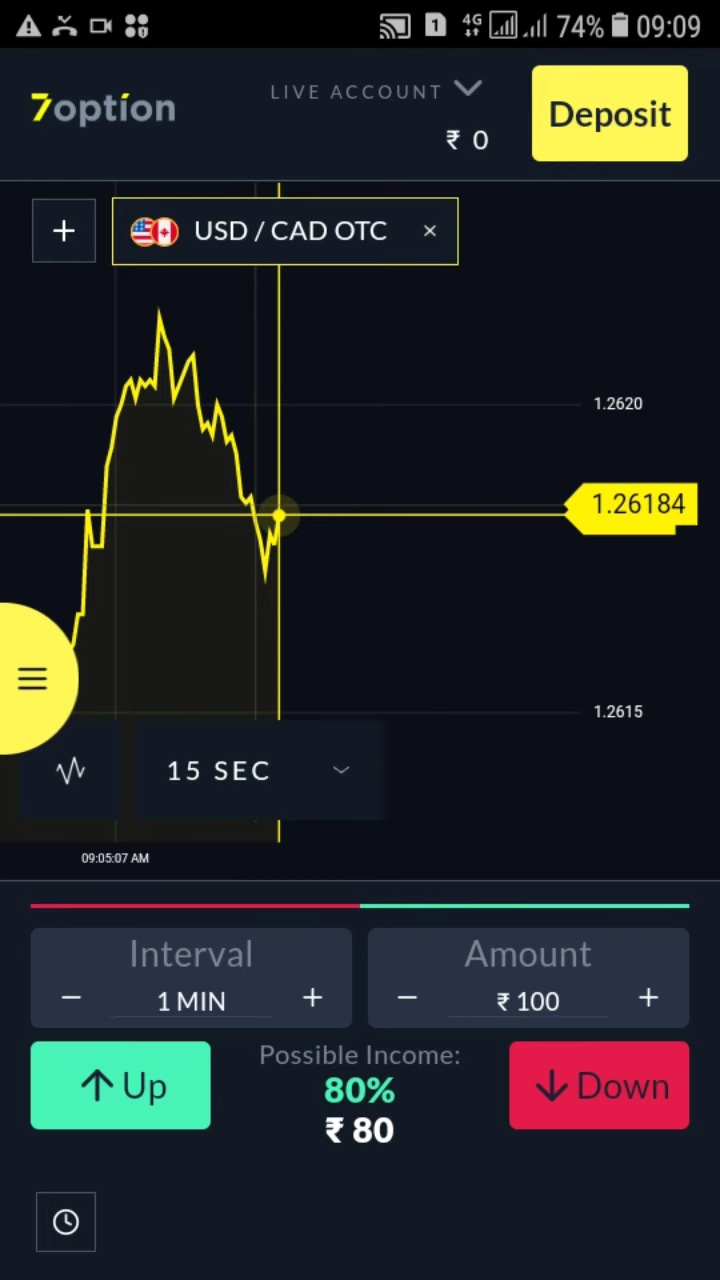 1 4G 74% 09:09
7option
LIVE ACCOUNT
₹ 0
Deposit
+ USD / CAD OTC ×
1.2620
1.26184
1.2615
15 SEC
09:05:07 AM
Interval
− 1 MIN +
Amount
− ₹ 100 +
Up
Possible Income:
80%
₹ 80
Down